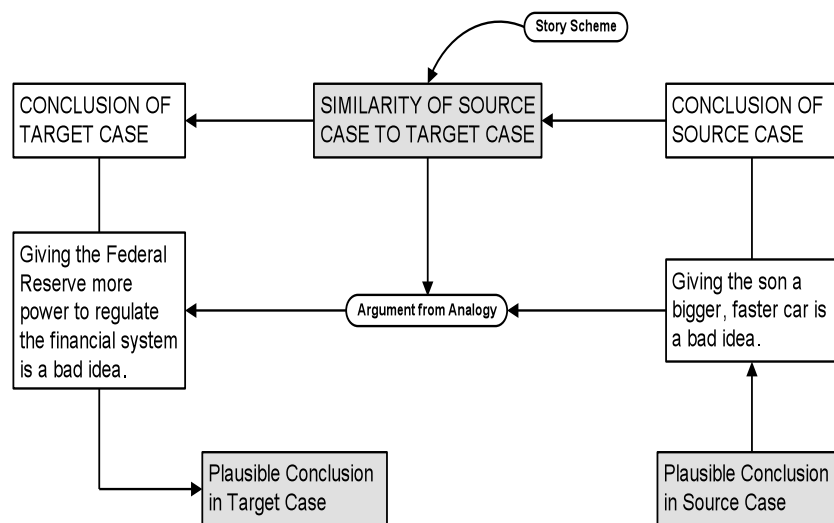 Story Scheme
CONCLUSION OF
TARGET CASE
SIMILARITY OF SOURCE
CASE TO TARGET CASE
CONCLUSION OF
SOURCE CASE
Giving the Federal
Reserve more
power to regulate
the financial system
is a bad idea.
Argument from Analogy
Giving the son a
bigger, faster car is
a bad idea.
Plausible Conclusion
in Target Case
Plausible Conclusion
in Source Case